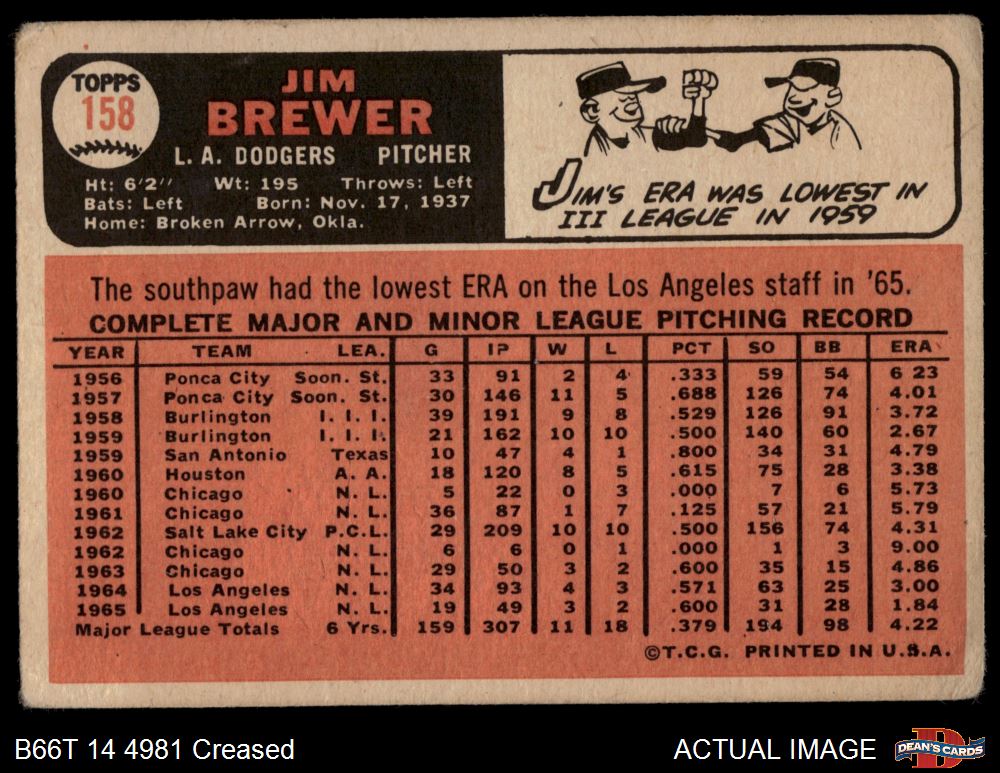 TOPPS
158
JIM
BREWER
L. A. DODGERS PITCHER
Ht: 6'2" Wt: 195 Throws: Left
Bats: Left Born: Nov. 17, 1937
Home: Broken Arrow, Okla.
JIM'S ERA WAS LOWEST IN
III LEAGUE IN 1959
The southpaw had the lowest ERA on the Los Angeles staff in '65.
COMPLETE MAJOR AND MINOR LEAGUE PITCHING RECORD
YEAR TEAM LEA. G IP W L PCT SO BB ERA
1956 Ponca City Soon. St. 33 91 2 4 .333 59 54 6 23
1957 Ponca City Soon. St. 30 146 11 5 .688 126 74 4.01
1958 Burlington I. I. I. 39 191 9 8 .529 126 91 3.72
1959 Burlington I. I. I. 21 162 10 10 .500 140 60 2.67
1959 San Antonio Texas 10 47 4 1 .800 34 31 4.79
1960 Houston A. A. 18 120 8 5 .615 75 28 3.38
1960 Chicago N. L. 5 22 0 3 .000 7 6 5.73
1961 Chicago N. L. 36 87 1 7 .125 57 21 5.79
1962 Salt Lake City P.C.L. 29 209 10 10 .500 156 74 4.31
1962 Chicago N. L. 6 6 0 1 .000 1 3 9.00
1963 Chicago N. L. 29 50 3 2 .600 35 15 4.86
1964 Los Angeles N. L. 34 93 4 3 .571 63 25 3.00
1965 Los Angeles N. L. 19 49 3 2 .600 31 28 1.84
Major League Totals 6 Yrs. 159 307 11 18 .379 194 98 4.22
©T.C.G. PRINTED IN U.S.A.
B66T 14 4981 Creased
ACTUAL IMAGE
DEAN'S CARDS